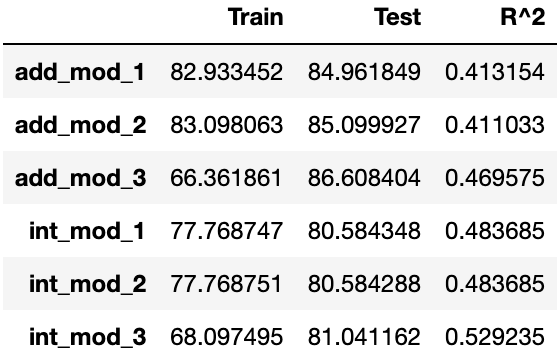 Train Test R^2
add_mod_1 82.933452 84.961849 0.413154
add_mod_2 83.098063 85.099927 0.411033
add_mod_3 66.361861 86.608404 0.469575
int_mod_1 77.768747 80.584348 0.483685
int_mod_2 77.768751 80.584288 0.483685
int_mod_3 68.097495 81.041162 0.529235